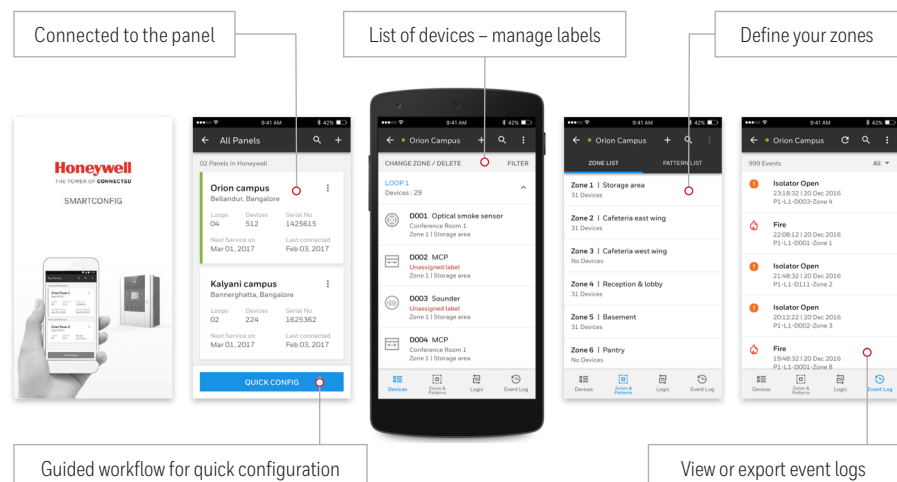 Connected to the panel
List of devices – manage labels
Define your zones
Honeywell
THE POWER OF CONNECTED
SMARTCONFIG
9:41 AM
42%
All Panels
02 Panels in Honeywell
Orion campus
Bellandur, Bangalore
Loops Devices Serial No
04 512 1425615
Next Service on Last connected
Mar 01, 2017 Feb 03, 2017
Kalyani campus
Bannerghatta, Bangalore
Loops Devices Serial No
02 224 1625362
Next Service on Last connected
Mar 01, 2017 Feb 03, 2017
QUICK CONFIG
9:41 AM 42%
Orion Campus
CHANGE ZONE / DELETE FILTER
LOOP 1
Devices : 29
D001 Optical smoke sensor
Conference Room 1
Zone 1 | Storage area
D002 MCP
Unassigned label
Zone 1 | Storage area
D003 Sounder
Unassigned label
Zone 1 | Storage area
D004 MCP
Conference Room 1
Zone 1 | Storage area
Devices Zones & Patterns Logic Event Log
9:41 AM 42%
Orion Campus
ZONE LIST PATTERN LIST
Zone 1 | Storage area
31 Devices
Zone 2 | Cafeteria east wing
31 Devices
Zone 3 | Cafeteria west wing
No Devices
Zone 4 | Reception & lobby
31 Devices
Zone 5 | Basement
31 Devices
Zone 6 | Pantry
No Devices
Devices Zones & Patterns Logic Event Log
9:41 AM 42%
Orion Campus
999 Events All
Isolator Open
23:18:32 | 20 Dec 2016
P1-L1-D003-Zone 4
Fire
22:08:12 | 20 Dec 2016
P1-L1-D001-Zone 1
Isolator Open
21:48:32 | 20 Dec 2016
P1-L1-D111-Zone 2
Isolator Open
20:12:22 | 20 Dec 2016
P1-L1-D002-Zone 3
Fire
19:48:32 | 20 Dec 2016
P1-L1-D001-Zone 8
Devices Zones & Patterns Logic Event Log
Guided workflow for quick configuration
View or export event logs